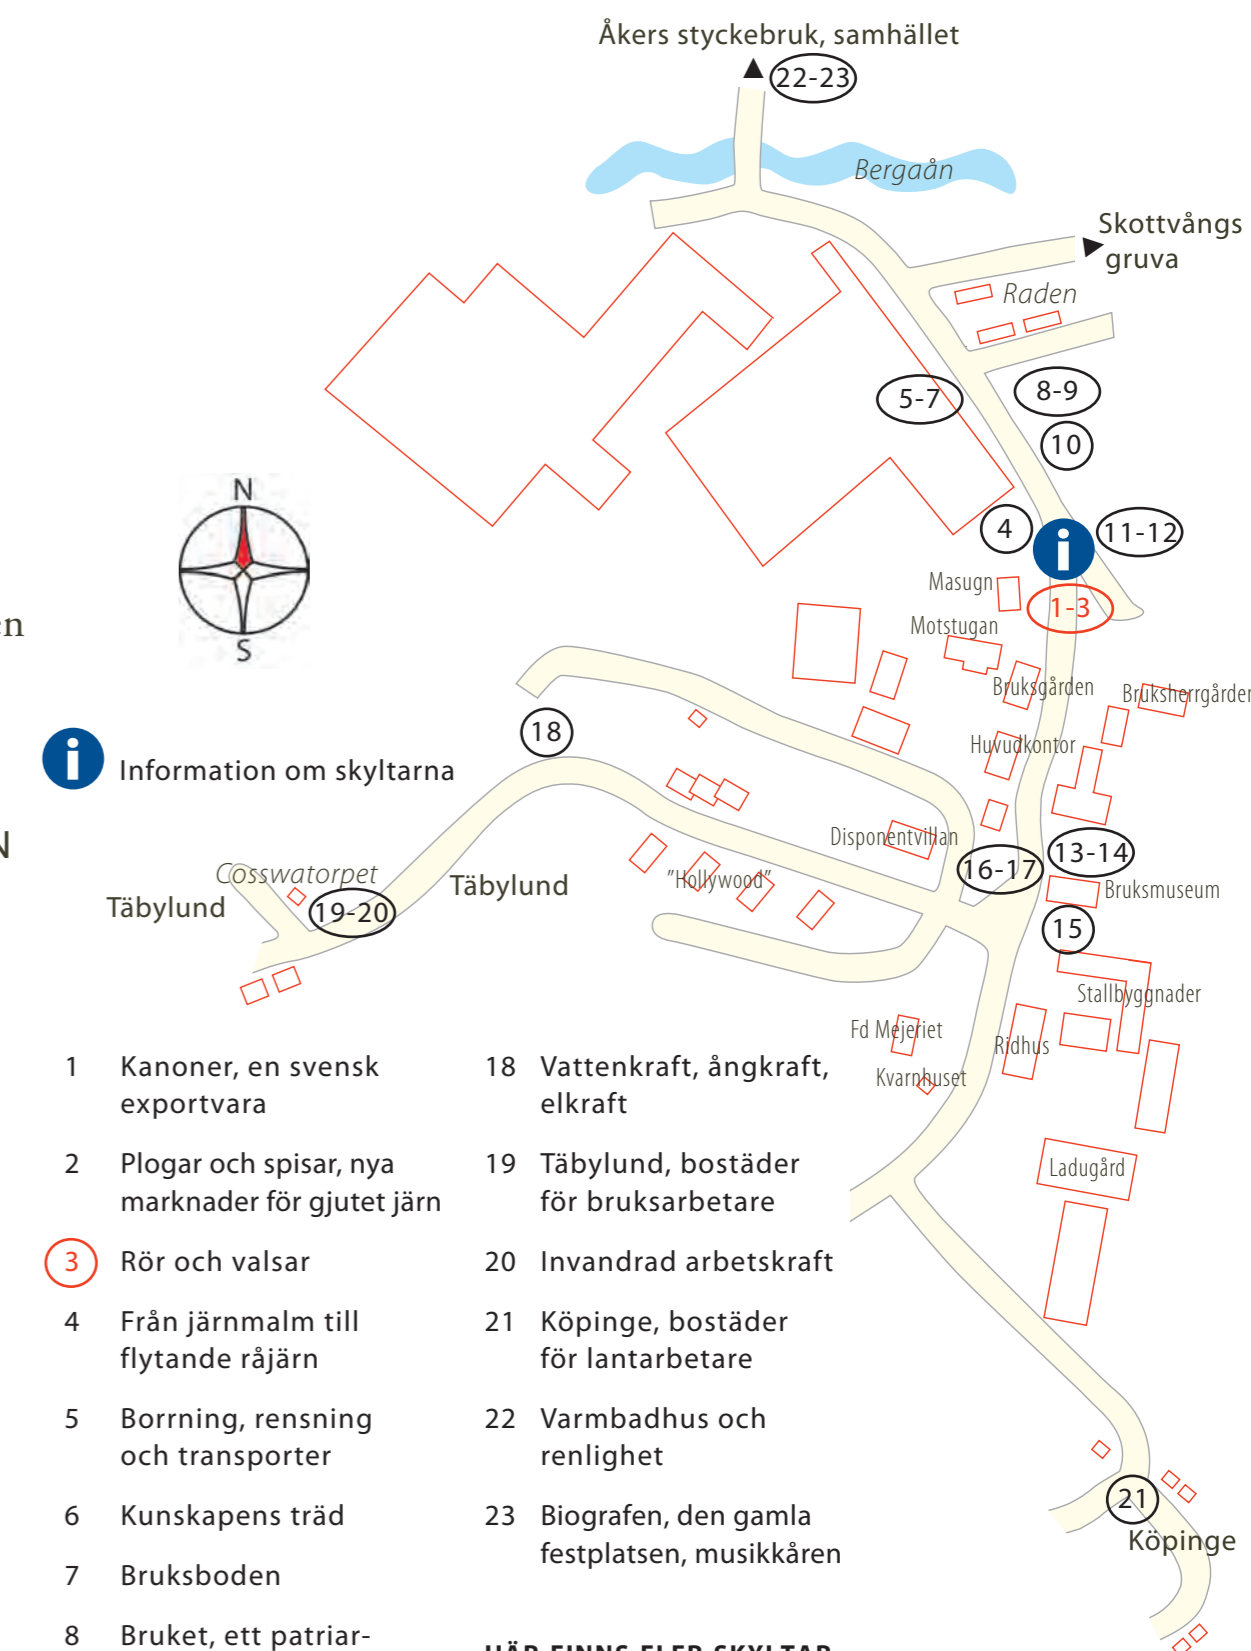 Åkers styckebruk, samhället
22-23
Bergaån
Skottvångs
gruva
Raden
5-7
8-9
10
4
11-12
i
1-3
N
S
Masugn
Motstugan
Bruksgården
Bruksherrgården
Huvudkontor
18
i Information om skyltarna
Disponentvillan
16-17
13-14
Bruksmuseum
15
"Hollywood"
Cosswatorpet
Täbylund
19-20
Täbylund
Stallbyggnader
Fd Mejeriet
Ridhus
Kvarnhuset
Ladugård
21
Köpinge
en
N
1 Kanoner, en svensk
exportvara
2 Plogar och spisar, nya
marknader för gjutet järn
3 Rör och valsar
4 Från järnmalm till
flytande råjärn
5 Borrning, rensning
och transporter
6 Kunskapens träd
7 Bruksboden
8 Bruket, ett patriar-
18 Vattenkraft, ångkraft,
elkraft
19 Täbylund, bostäder
för bruksarbetare
20 Invandrad arbetskraft
21 Köpinge, bostäder
för lantarbetare
22 Varmbadhus och
renlighet
23 Biografen, den gamla
festplatsen, musikkåren
HÄR FINNS FLER SKYLTAR